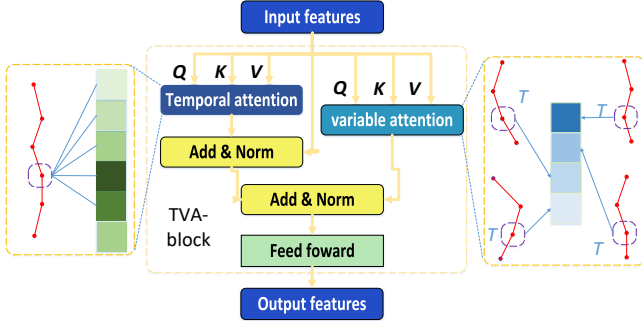 Input features
Q K V
Q K V
Temporal attention
variable attention
Add & Norm
Add & Norm
TVA-
block
Feed foward
Output features
T
T
T
T